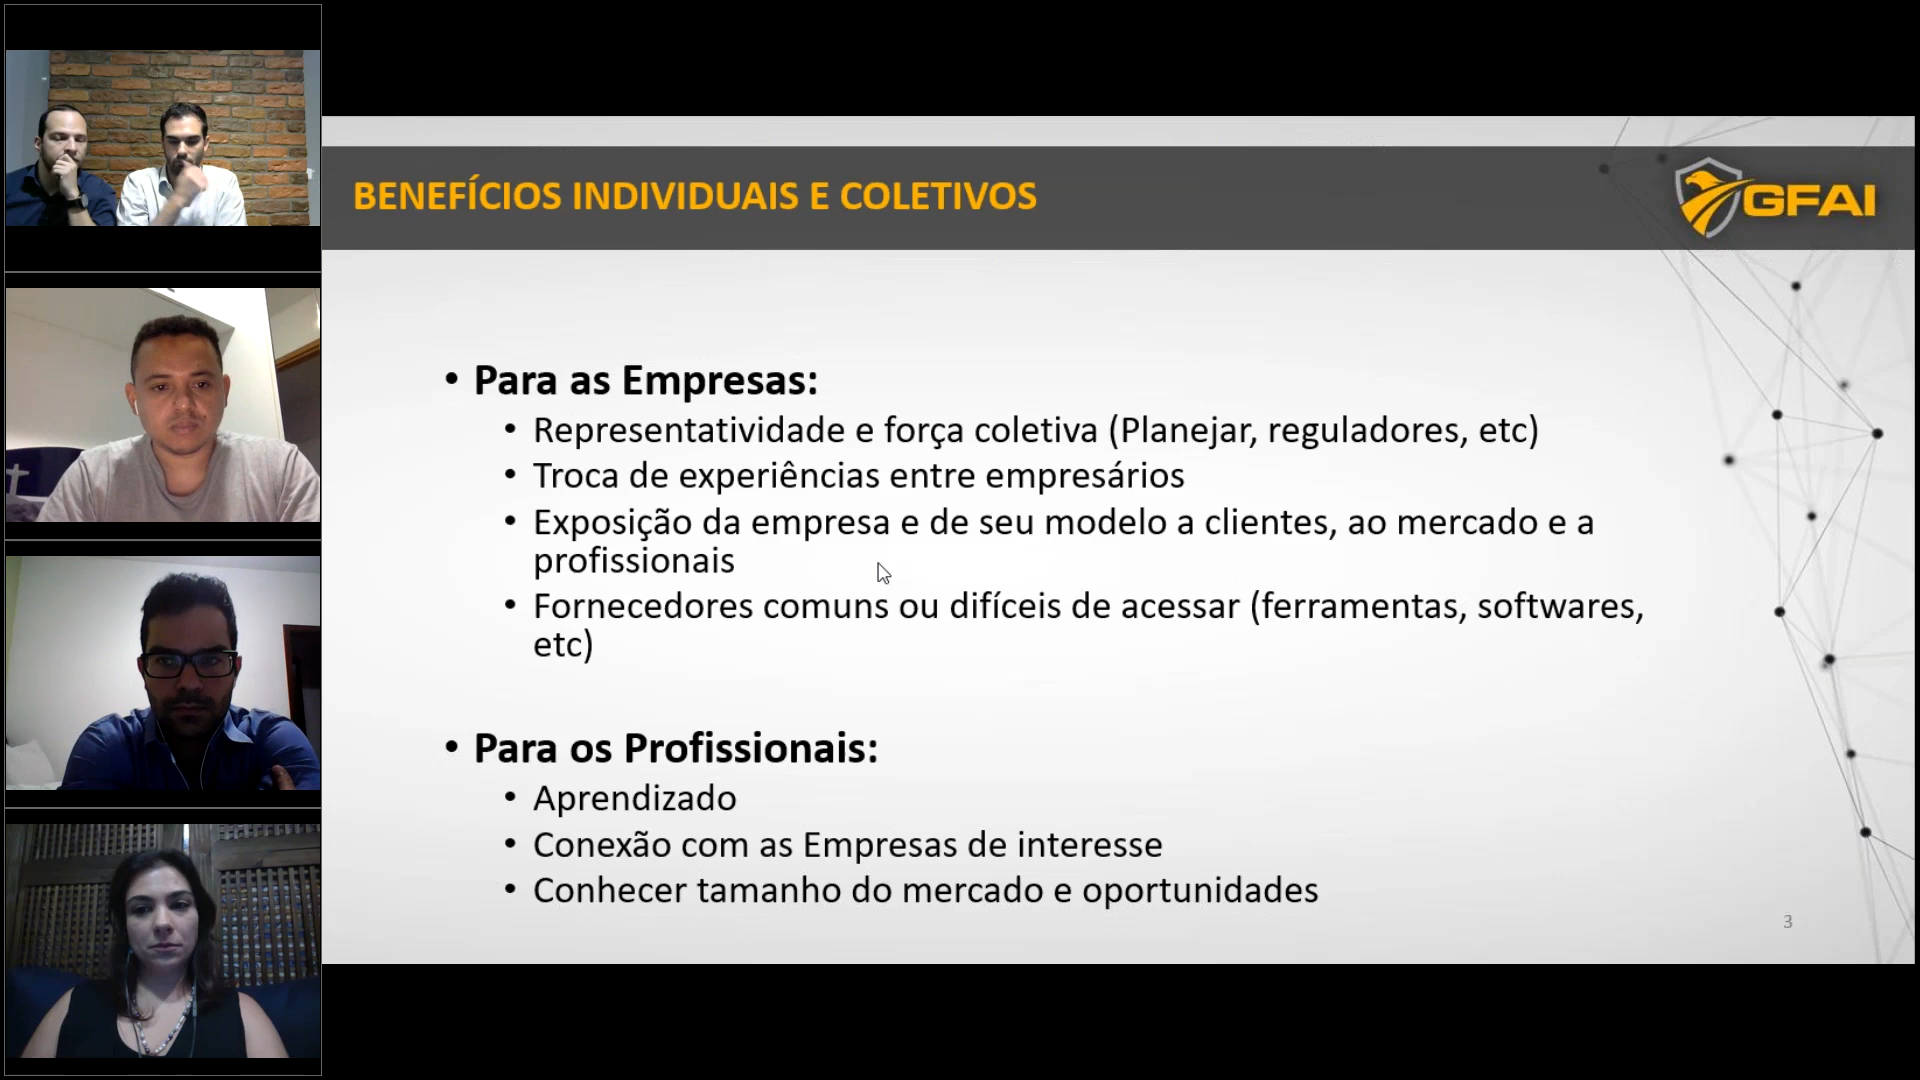 BENEFÍCIOS INDIVIDUAIS E COLETIVOS
GFAI
• Para as Empresas:
• Representatividade e força coletiva (Planejar, reguladores, etc)
• Troca de experiências entre empresários
• Exposição da empresa e de seu modelo a clientes, ao mercado e a
profissionais
• Fornecedores comuns ou difíceis de acessar (ferramentas, softwares,
etc)
• Para os Profissionais:
• Aprendizado
• Conexão com as Empresas de interesse
• Conhecer tamanho do mercado e oportunidades
3